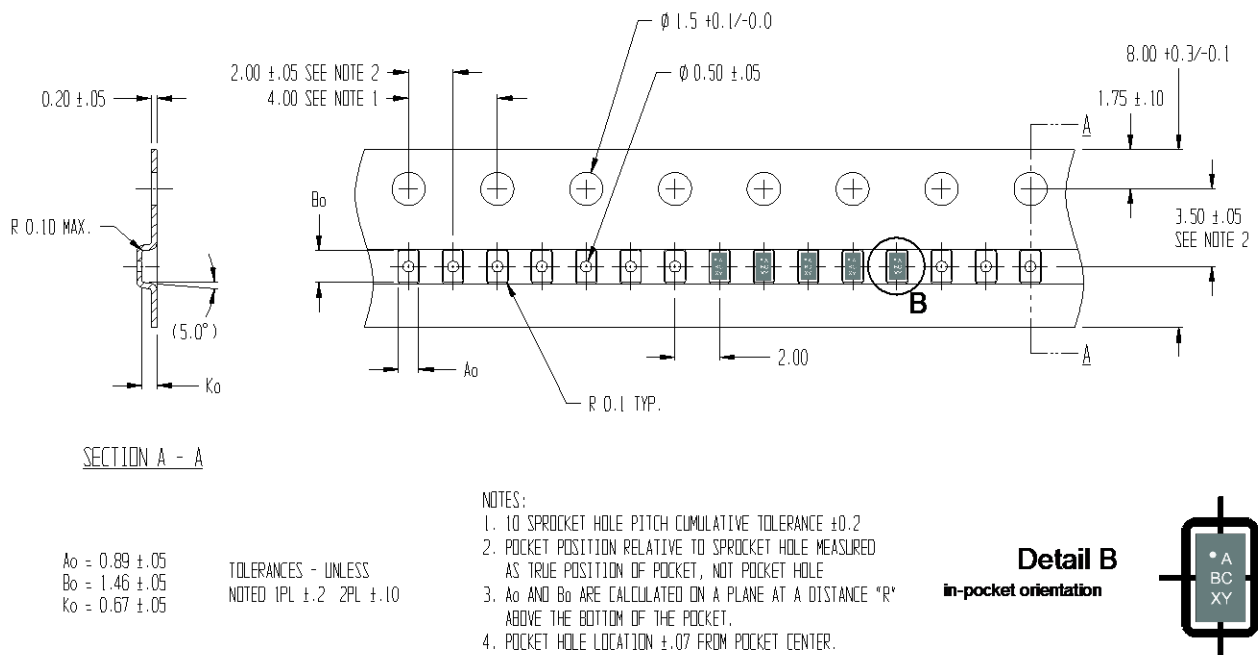 Ø 1.5 +0.1/-0.0
2.00 ±.05 SEE NOTE 2
Ø 0.50 ±.05
8.00 +0.3/-0.1
0.20 ±.05
4.00 SEE NOTE 1
1.75 ±.10
A
Bo
R 0.10 MAX.
3.50 ±.05
SEE NOTE 2
B
(5.0°)
2.00
A
Ko
Ao
R 0.1 TYP.
SECTION A - A
NOTES:
1. 10 SPROCKET HOLE PITCH CUMULATIVE TOLERANCE ±0.2
2. POCKET POSITION RELATIVE TO SPROCKET HOLE MEASURED
AS TRUE POSITION OF POCKET, NOT POCKET HOLE
3. Ao AND Bo ARE CALCULATED ON A PLANE AT A DISTANCE "R"
ABOVE THE BOTTOM OF THE POCKET.
4. POCKET HOLE LOCATION ±.07 FROM POCKET CENTER.
Ao = 0.89 ±.05
Bo = 1.46 ±.05
Ko = 0.67 ±.05
TOLERANCES - UNLESS
NOTED 1PL ±.2 2PL ±.10
Detail B
in-pocket orientation
A
BC
XY